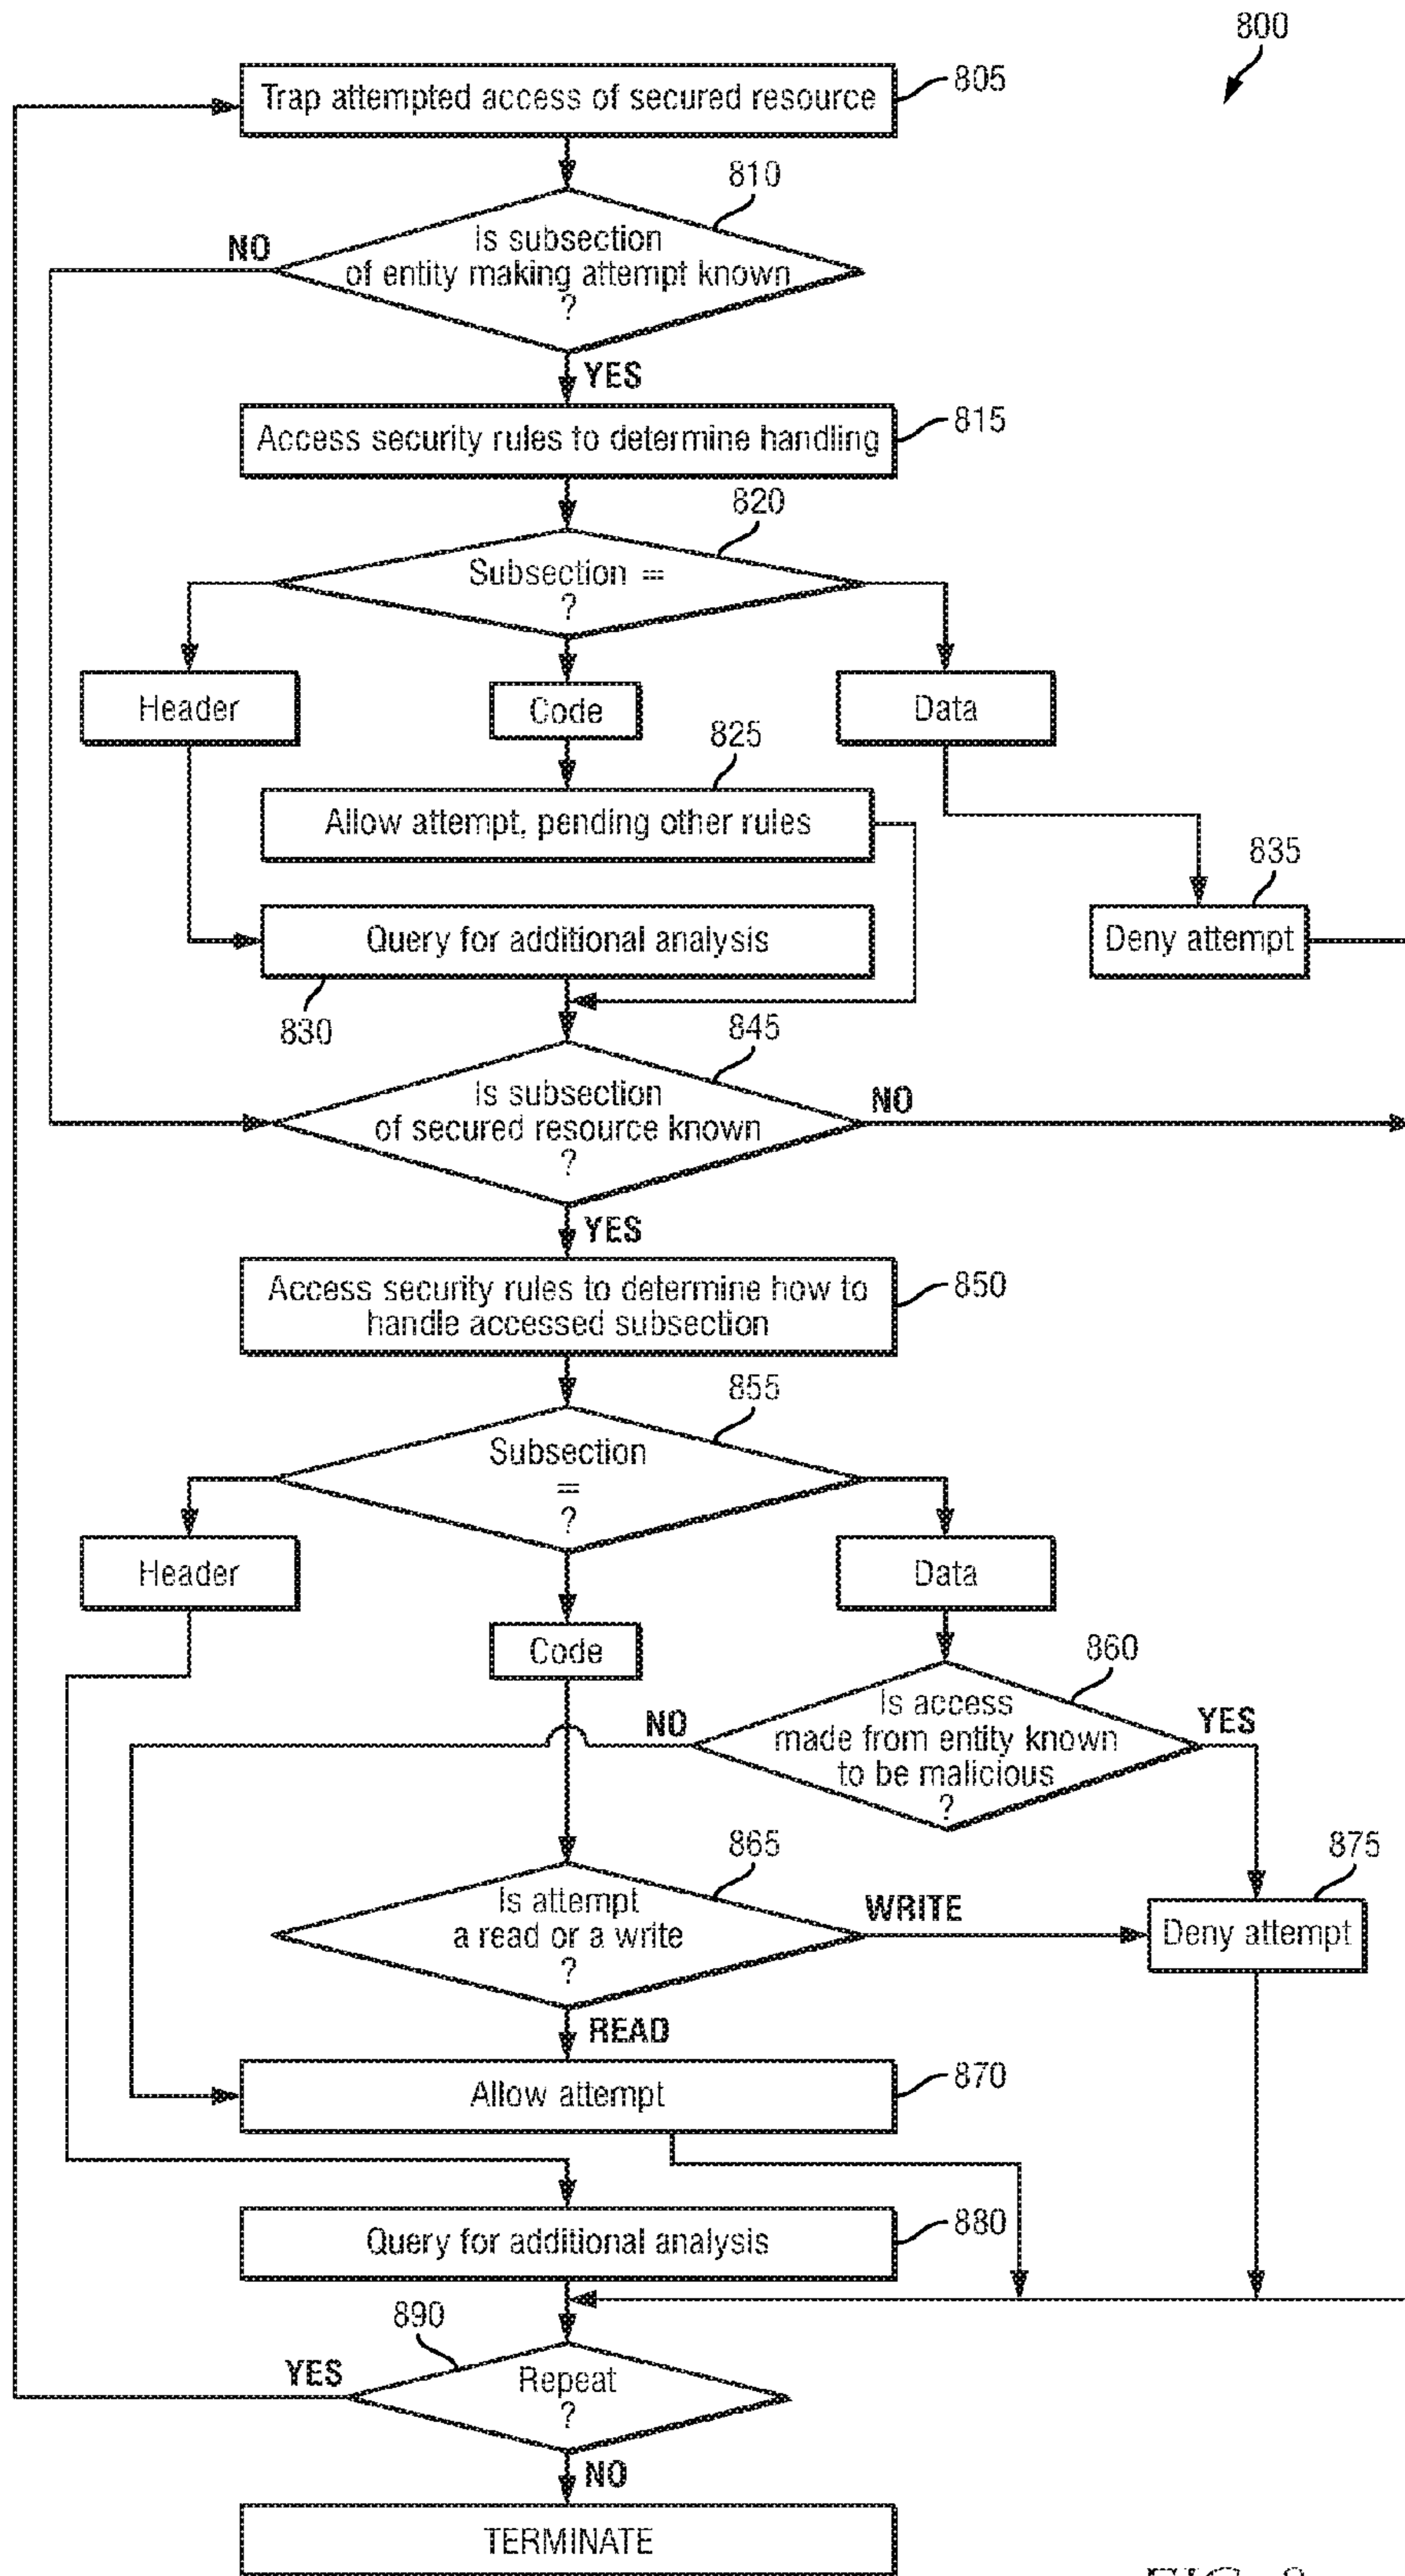 800
Trap attempted access of secured resource
805
810
Is subsection
of entity making attempt known
?
NO
YES
Access security rules to determine handling
815
820
Subsection =
?
Header
Code
Data
825
Allow attempt, pending other rules
835
Deny attempt
Query for additional analysis
830
845
Is subsection
of secured resource known
?
NO
YES
Access security rules to determine how to
handle accessed subsection
850
855
Subsection
=
?
Header
Data
Code
860
Is access
made from entity known
to be malicious
?
NO
YES
865
Is attempt
a read or a write
?
WRITE
875
Deny attempt
READ
Allow attempt
870
Query for additional analysis
880
890
Repeat
?
YES
NO
TERMINATE